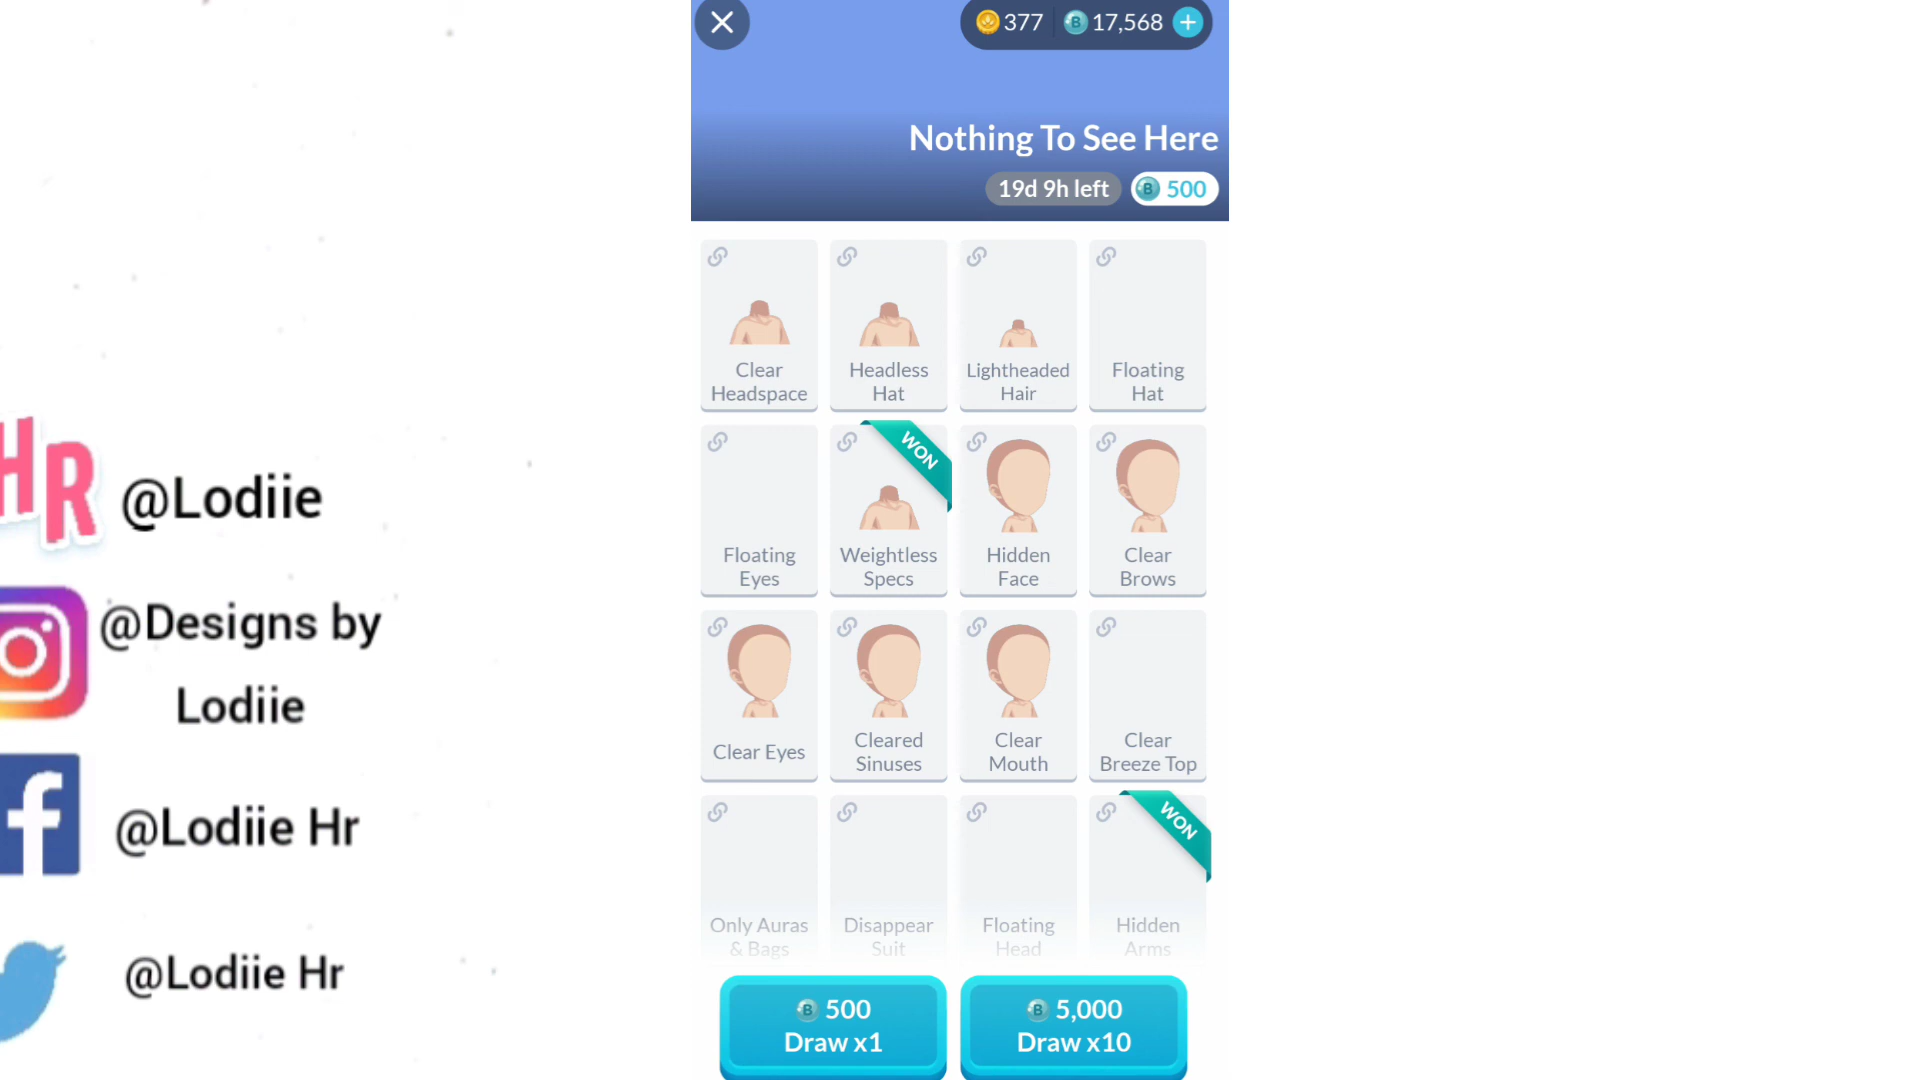 377
B 17,568 +
Nothing To See Here
19d 9h left
B 500
Clear
Headspace
Headless
Hat
Lightheaded
Hair
Floating
Hat
Floating
Eyes
WON
Weightless
Specs
Hidden
Face
Clear
Brows
Clear Eyes
Cleared
Sinuses
Clear
Mouth
Clear
Breeze Top
Only Auras
& Bags
Disappear
Suit
Floating
Head
WON
Hidden
Arms
B 500
Draw x1
B 5,000
Draw x10
HR
@Lodiie
@Designs by
Lodiie
f
@Lodiie Hr
@Lodiie Hr